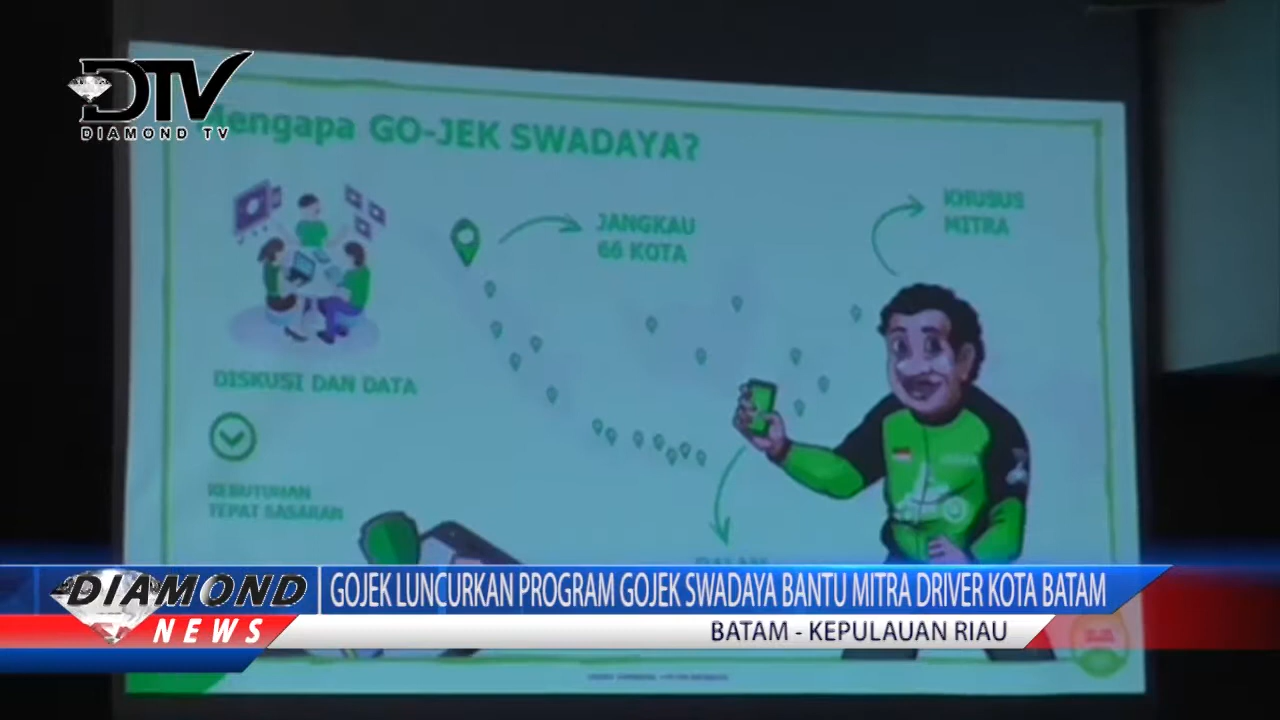 DTV
DIAMOND TV
Mengapa GO-JEK SWADAYA?
JANGKAU
66 KOTA
KHUSUS
MITRA
DISKUSI DAN DATA
KEBUTUHAN
TEPAT SASARAN
DIAMOND
NEWS
GOJEK LUNCURKAN PROGRAM GOJEK SWADAYA BANTU MITRA DRIVER KOTA BATAM
BATAM - KEPULAUAN RIAU